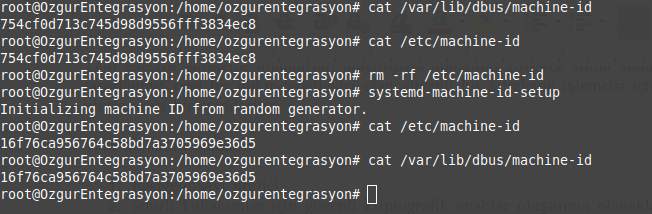 root@OzgurEntegrasyon:/home/ozgurentegrasyon# cat /var/lib/dbus/machine-id
754cf0d713c745d98d9556fff3834ec8
root@OzgurEntegrasyon:/home/ozgurentegrasyon# cat /etc/machine-id
754cf0d713c745d98d9556fff3834ec8
root@OzgurEntegrasyon:/home/ozgurentegrasyon# rm -rf /etc/machine-id
root@OzgurEntegrasyon:/home/ozgurentegrasyon# systemd-machine-id-setup
Initializing machine ID from random generator.
root@OzgurEntegrasyon:/home/ozgurentegrasyon# cat /etc/machine-id
16f76ca956764c58bd7a3705969e36d5
root@OzgurEntegrasyon:/home/ozgurentegrasyon# cat /var/lib/dbus/machine-id
16f76ca956764c58bd7a3705969e36d5
root@OzgurEntegrasyon:/home/ozgurentegrasyon#